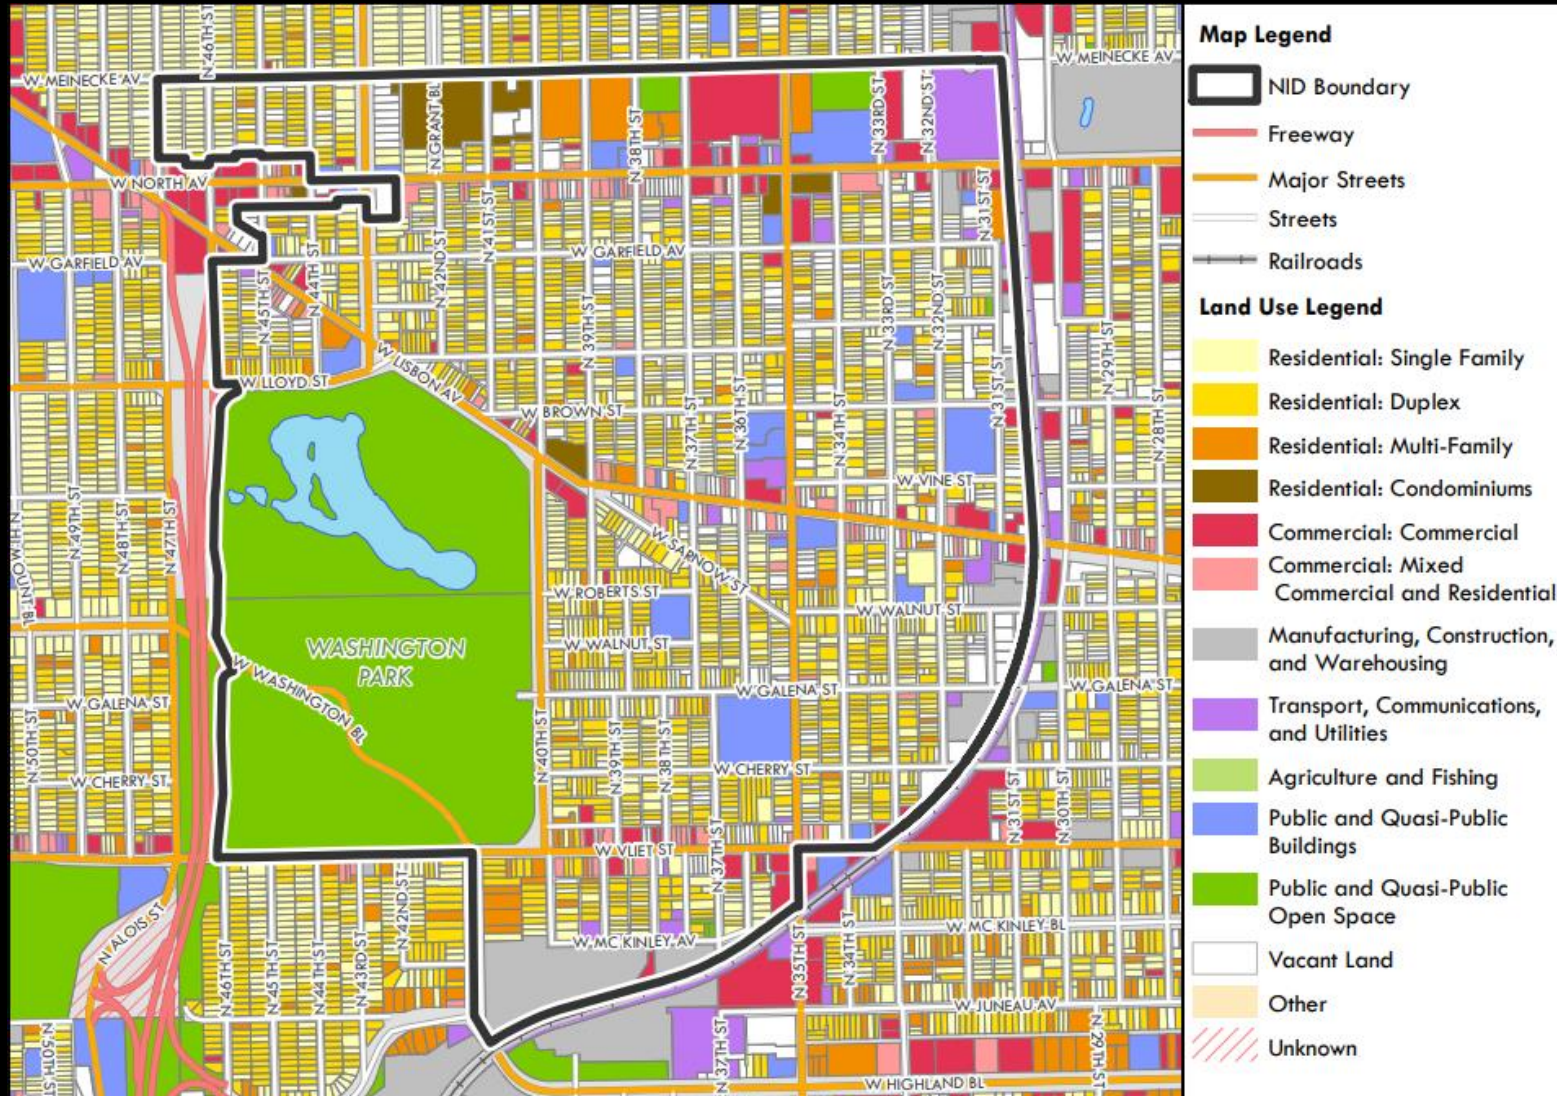 N 46TH ST
W MEINECKE AV
W MEINECKE AV
N GRANT BL
N 38TH ST
N 33RD ST
N 32ND ST
W NORTH AV
N 41ST ST
N 31ST ST
W GARFIELD AV
W GARFIELD AV
N 42ND ST
N 44TH ST
N 45TH ST
N 39TH ST
N 33RD ST
N 32ND ST
N 29TH ST
W LISBON AV
W LLOYD ST
W BROWN ST
N 31ST ST
N 37TH ST
N 36TH ST
N 34TH ST
N 28TH ST
W VINE ST
N 49TH ST
N 48TH ST
N 47TH ST
W SARNOW ST
W ROBERTS ST
W WALNUT ST
W WALNUT ST
WASHINGTON
PARK
W WASHINGTON BL
W GALENA ST
W GALENA ST
W GALENA ST
N 50TH ST
N 40TH ST
N 39TH ST
N 38TH ST
W CHERRY ST
W CHERRY ST
N 31ST ST
N 30TH ST
W VLIET ST
N 37TH ST
N 42ND ST
N ALOIS ST
W MC KINLEY AV
W MC KINLEY BL
N 46TH ST
N 45TH ST
N 44TH ST
N 43RD ST
N 35TH ST
N 34TH ST
W JUNEAU AV
N 50TH ST
N 37TH ST
N 29TH ST
W HIGHLAND BL
Map Legend
NID Boundary
Freeway
Major Streets
Streets
Railroads
Land Use Legend
Residential: Single Family
Residential: Duplex
Residential: Multi-Family
Residential: Condominiums
Commercial: Commercial
Commercial: Mixed
Commercial and Residential
Manufacturing, Construction,
and Warehousing
Transport, Communications,
and Utilities
Agriculture and Fishing
Public and Quasi-Public
Buildings
Public and Quasi-Public
Open Space
Vacant Land
Other
Unknown